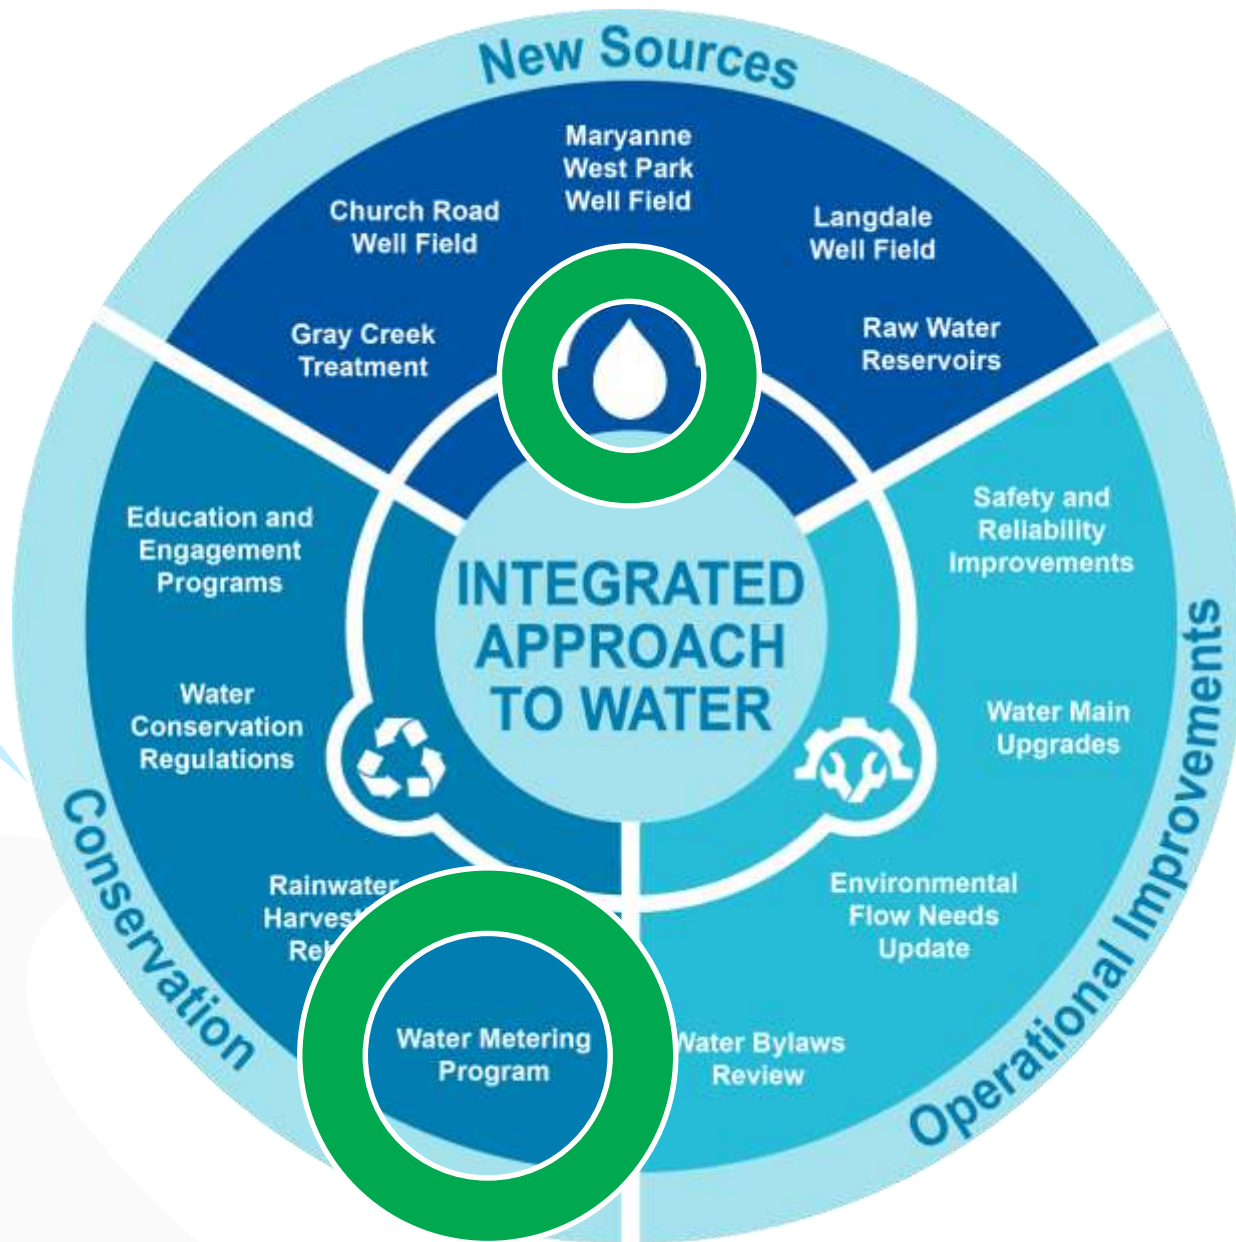 New Sources
Maryanne
West Park
Well Field
Church Road
Well Field
Langdale
Well Field
Gray Creek
Treatment
Raw Water
Reservoirs
Education and
Engagement
Programs
Safety and
Reliability
Improvements
INTEGRATED
APPROACH
TO WATER
Water
Conservation
Regulations
Water Main
Upgrades
Rainwater
Environmental
Flow Needs
Update
Water Metering
Program
Water Bylaws
Review
Conservation
Operational Improvements